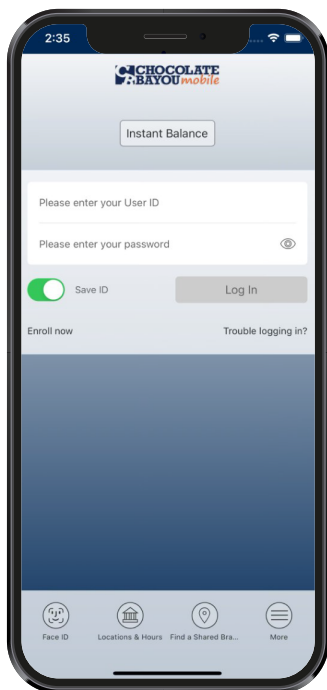 2:35
CHOCOLATE
BAYOU mobile
Instant Balance
Please enter your User ID
Please enter your password
Save ID
Log In
Enroll now
Trouble logging in?
Face ID
Locations & Hours
Find a Shared Bra...
More